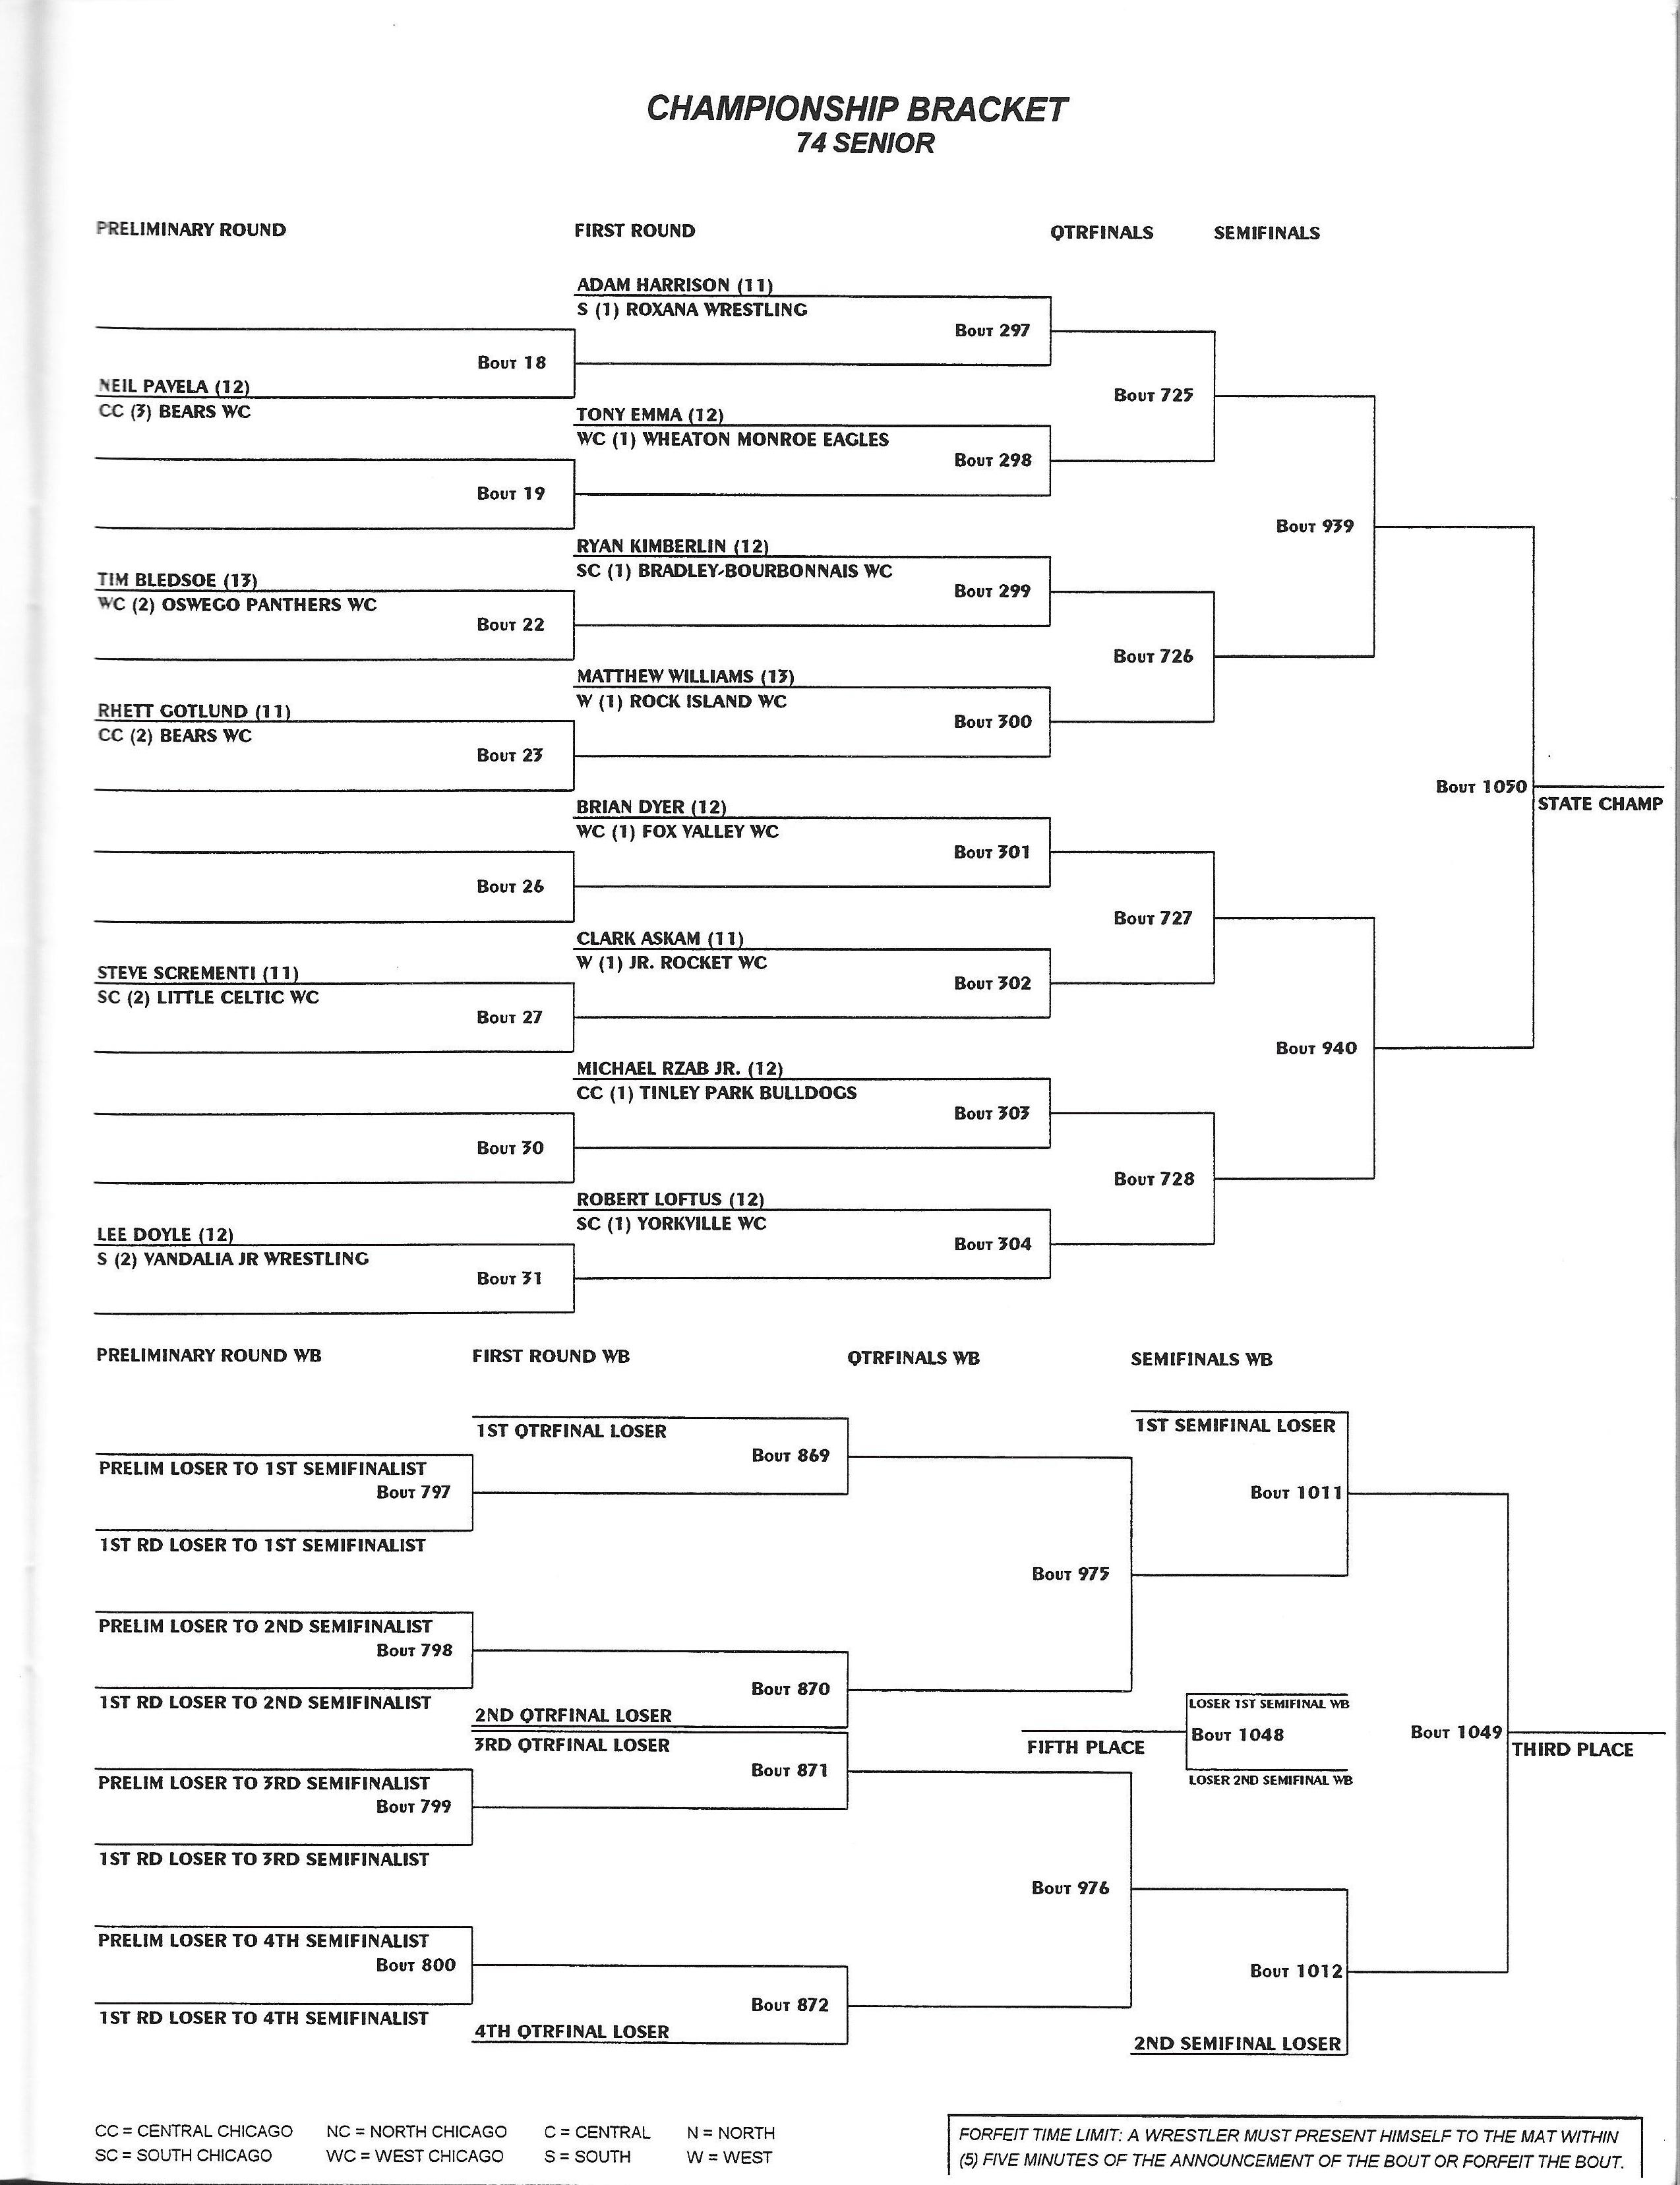 CHAMPIONSHIP BRACKET
74 SENIOR
PRELIMINARY ROUND
FIRST ROUND
QTRFINALS
SEMIFINALS
ADAM HARRISON (11)
S (1) ROXANA WRESTLING
BOUT 297
BOUT 18
NEIL PAVELA (12)
CC (3) BEARS WC
BOUT 725
TONY EMMA (12)
WC (1) WHEATON MONROE EAGLES
BOUT 298
BOUT 19
BOUT 939
RYAN KIMBERLIN (12)
SC (1) BRADLEY-BOURBONNAIS WC
BOUT 299
TIM BLEDSOE (13)
WC (2) OSWEGO PANTHERS WC
BOUT 22
BOUT 726
MATTHEW WILLIAMS (13)
W (1) ROCK ISLAND WC
BOUT 300
RHETT GOTLUND (11)
CC (2) BEARS WC
BOUT 23
BOUT 1050
STATE CHAMP
BRIAN DYER (12)
WC (1) FOX VALLEY WC
BOUT 301
BOUT 26
BOUT 727
CLARK ASKAM (11)
W (1) JR. ROCKET WC
BOUT 302
STEVE SCREMENTI (11)
SC (2) LITTLE CELTIC WC
BOUT 27
BOUT 940
MICHAEL RZAB JR. (12)
CC (1) TINLEY PARK BULLDOGS
BOUT 303
BOUT 30
BOUT 728
ROBERT LOFTUS (12)
SC (1) YORKVILLE WC
BOUT 304
LEE DOYLE (12)
S (2) VANDALIA JR WRESTLING
BOUT 31
PRELIMINARY ROUND WB
FIRST ROUND WB
QTRFINALS WB
SEMIFINALS WB
1ST QTRFINAL LOSER
BOUT 869
1ST SEMIFINAL LOSER
PRELIM LOSER TO 1ST SEMIFINALIST
BOUT 797
1ST RD LOSER TO 1ST SEMIFINALIST
BOUT 1011
BOUT 975
PRELIM LOSER TO 2ND SEMIFINALIST
BOUT 798
1ST RD LOSER TO 2ND SEMIFINALIST
BOUT 870
2ND QTRFINAL LOSER
LOSER 1ST SEMIFINAL WB
BOUT 1048
FIFTH PLACE
LOSER 2ND SEMIFINAL WB
BOUT 1049
THIRD PLACE
3RD QTRFINAL LOSER
BOUT 871
PRELIM LOSER TO 3RD SEMIFINALIST
BOUT 799
1ST RD LOSER TO 3RD SEMIFINALIST
BOUT 976
PRELIM LOSER TO 4TH SEMIFINALIST
BOUT 800
1ST RD LOSER TO 4TH SEMIFINALIST
BOUT 872
4TH QTRFINAL LOSER
BOUT 1012
2ND SEMIFINAL LOSER
CC = CENTRAL CHICAGO NC = NORTH CHICAGO C = CENTRAL N = NORTH
SC = SOUTH CHICAGO WC = WEST CHICAGO S = SOUTH W = WEST
FORFEIT TIME LIMIT: A WRESTLER MUST PRESENT HIMSELF TO THE MAT WITHIN
(5) FIVE MINUTES OF THE ANNOUNCEMENT OF THE BOUT OR FORFEIT THE BOUT.